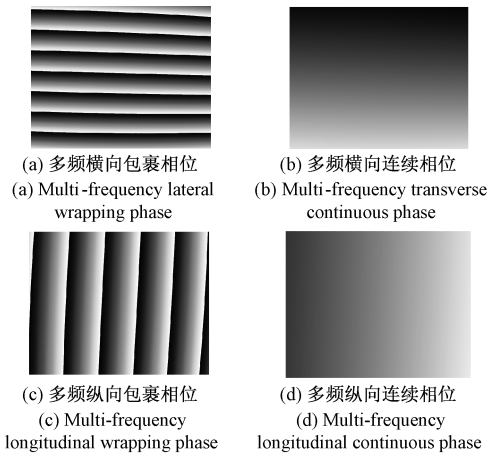 (a) 多频横向包裹相位
(a) Multi-frequency lateral
wrapping phase
(b) 多频横向连续相位
(b) Multi-frequency transverse
continuous phase
(c) 多频纵向包裹相位
(c) Multi-frequency
longitudinal wrapping phase
(d) 多频纵向连续相位
(d) Multi-frequency
longitudinal continuous phase